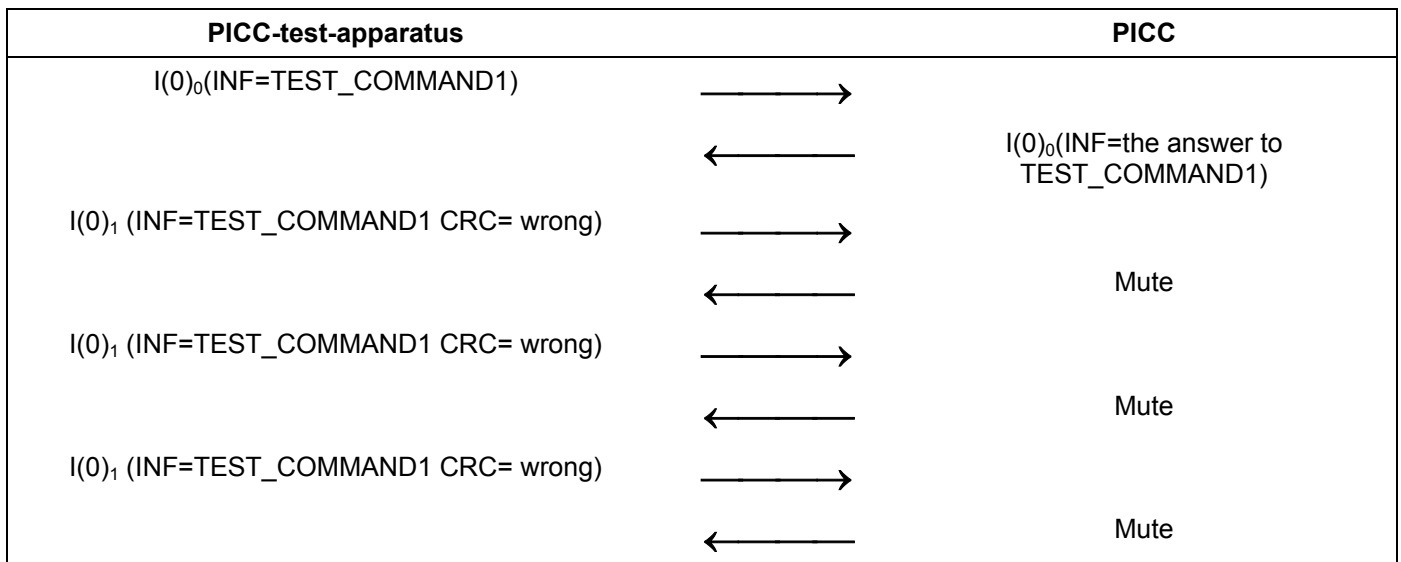 PICC-test-apparatus PICC
I(0)₀(INF=TEST_COMMAND1)
I(0)₀(INF=the answer to
TEST_COMMAND1)
I(0)₁ (INF=TEST_COMMAND1 CRC= wrong)
Mute
I(0)₁ (INF=TEST_COMMAND1 CRC= wrong)
Mute
I(0)₁ (INF=TEST_COMMAND1 CRC= wrong)
Mute